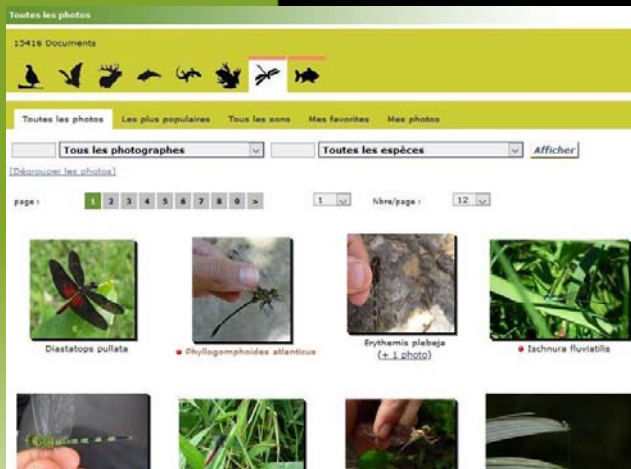 Toutes les photos
15416 Documents
Toutes les photos Les plus populaires Tous les sons Mes favorites Mes photos
Tous les photographes Toutes les espèces Afficher
[Dégrouper les photos]
page : 1 2 3 4 5 6 7 8 9 > 1 Nbre/page : 12
Diastatops pullata Phyllogomphoides atlanticus Erythemis plebeja Ischnura fluviatilis
(+ 1 photo)